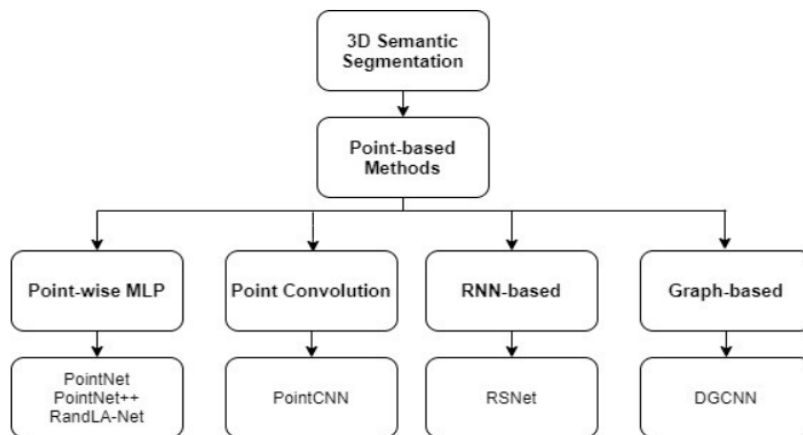 3D Semantic
Segmentation
Point-based
Methods
Point-wise MLP
Point Convolution
RNN-based
Graph-based
PointNet
PointNet++
RandLA-Net
PointCNN
RSNet
DGCNN